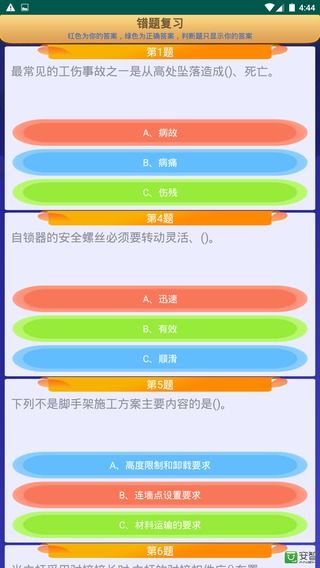 4:44
错题复习
红色为你的答案，绿色为正确答案，判断题只显示你的答案
第1题
最常见的工伤事故之一是从高处坠落造成()、死亡。
A、病故
B、病痛
C、伤残
第4题
自锁器的安全螺丝必须要转动灵活、()。
A、迅速
B、有效
C、顺滑
第5题
下列不是脚手架施工方案主要内容的是()。
A、高度限制和卸载要求
B、连墙点设置要求
C、材料运输的要求
第6题
安智